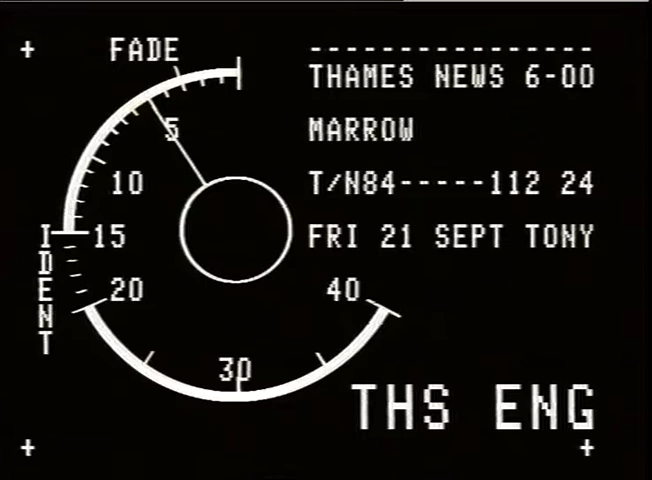 FADE
----------------
THAMES NEWS 6-00
MARROW
T/N84-----112 24
FRI 21 SEPT TONY
5
10
15
20
30
40
IDENT
THS ENG